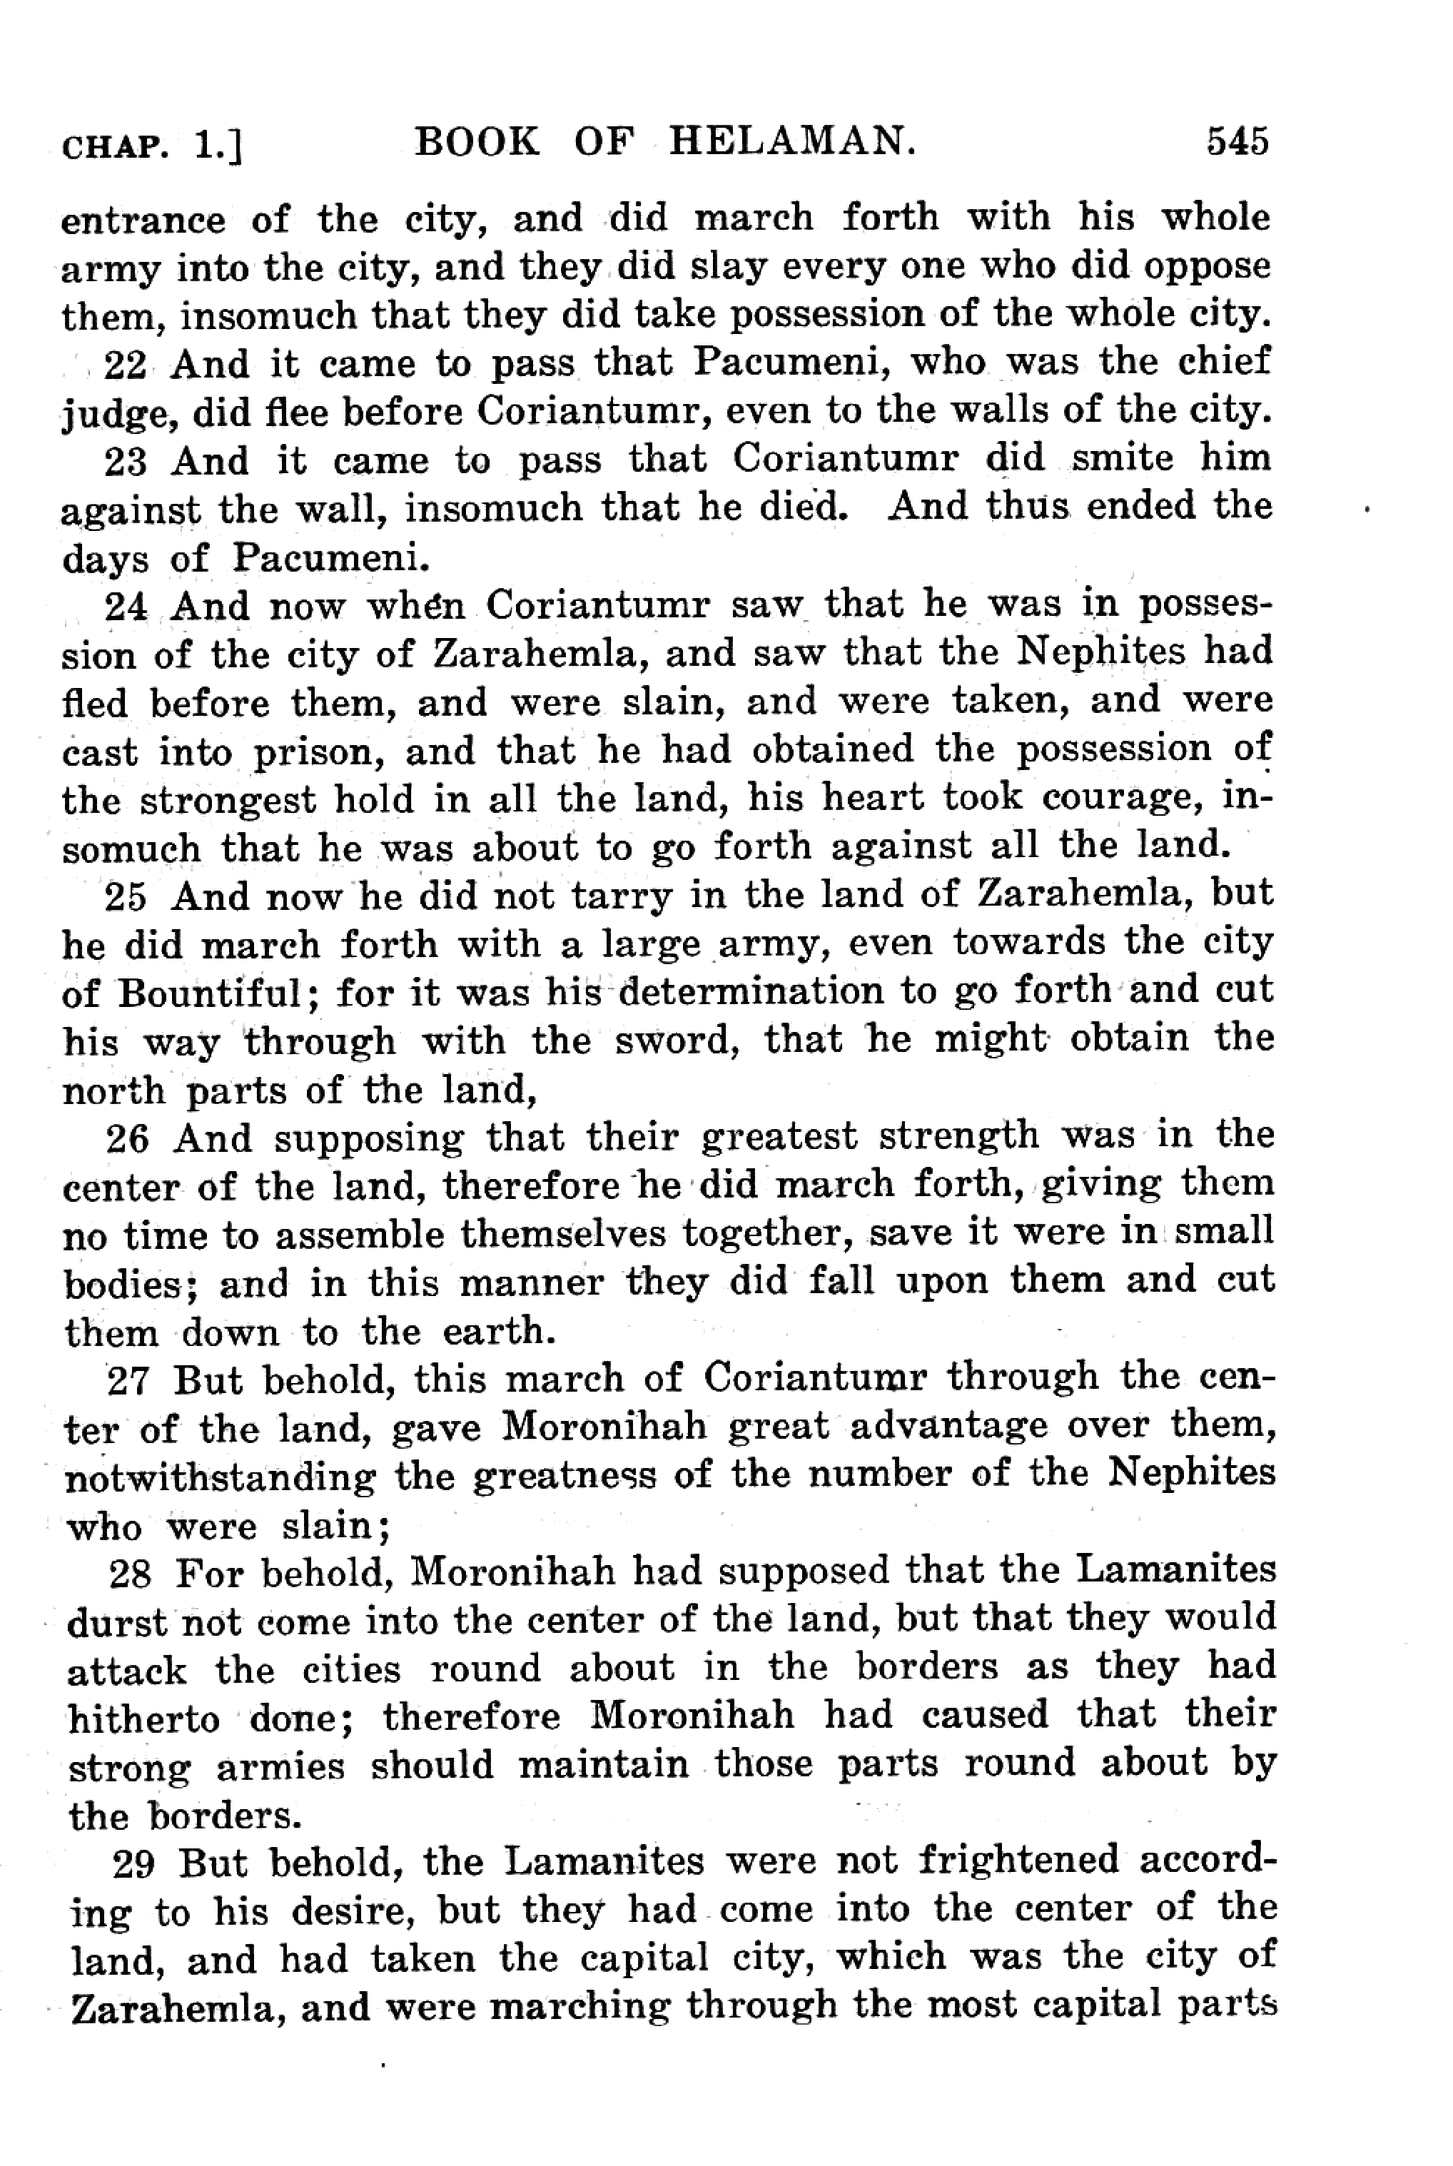 CHAP. 1.] BOOK OF HELAMAN. 545
entrance of the city, and did march forth with his whole
army into the city, and they did slay every one who did oppose
them, insomuch that they did take possession of the whole city.
22 And it came to pass that Pacumeni, who was the chief
judge, did flee before Coriantumr, even to the walls of the city.
23 And it came to pass that Coriantumr did smite him
against the wall, insomuch that he died. And thus ended the
days of Pacumeni.
24 And now when Coriantumr saw that he was in posses-
sion of the city of Zarahemla, and saw that the Nephites had
fled before them, and were slain, and were taken, and were
cast into prison, and that he had obtained the possession of
the strongest hold in all the land, his heart took courage, in-
somuch that he was about to go forth against all the land.
25 And now he did not tarry in the land of Zarahemla, but
he did march forth with a large army, even towards the city
of Bountiful; for it was his determination to go forth and cut
his way through with the sword, that he might obtain the
north parts of the land,
26 And supposing that their greatest strength was in the
center of the land, therefore he did march forth, giving them
no time to assemble themselves together, save it were in small
bodies; and in this manner they did fall upon them and cut
them down to the earth.
27 But behold, this march of Coriantumr through the cen-
ter of the land, gave Moronihah great advantage over them,
notwithstanding the greatness of the number of the Nephites
who were slain;
28 For behold, Moronihah had supposed that the Lamanites
durst not come into the center of the land, but that they would
attack the cities round about in the borders as they had
hitherto done; therefore Moronihah had caused that their
strong armies should maintain those parts round about by
the borders.
29 But behold, the Lamanites were not frightened accord-
ing to his desire, but they had come into the center of the
land, and had taken the capital city, which was the city of
Zarahemla, and were marching through the most capital parts